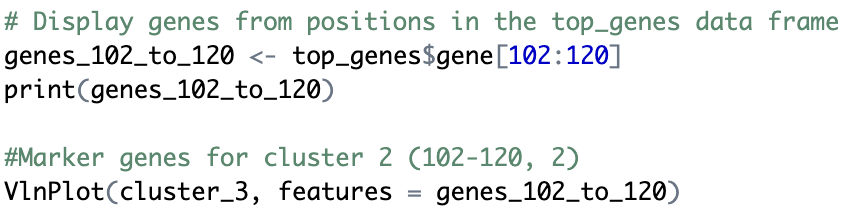 # Display genes from positions in the top_genes data frame
genes_102_to_120 <- top_genes$gene[102:120]
print(genes_102_to_120)
#Marker genes for cluster 2 (102-120, 2)
VlnPlot(cluster_3, features = genes_102_to_120)